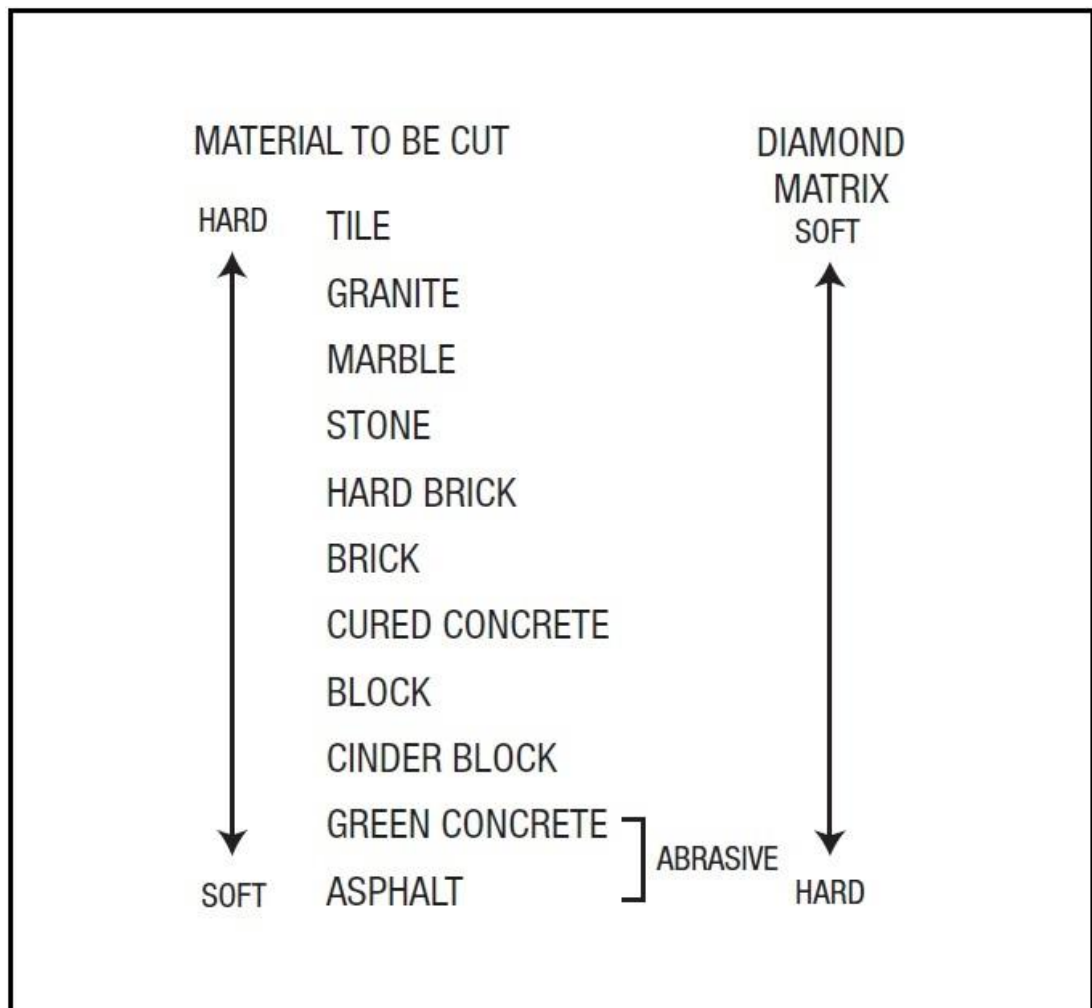 MATERIAL TO BE CUT
DIAMOND
MATRIX
HARD
SOFT
TILE
GRANITE
MARBLE
STONE
HARD BRICK
BRICK
CURED CONCRETE
BLOCK
CINDER BLOCK
GREEN CONCRETE
ABRASIVE
ASPHALT
SOFT
HARD